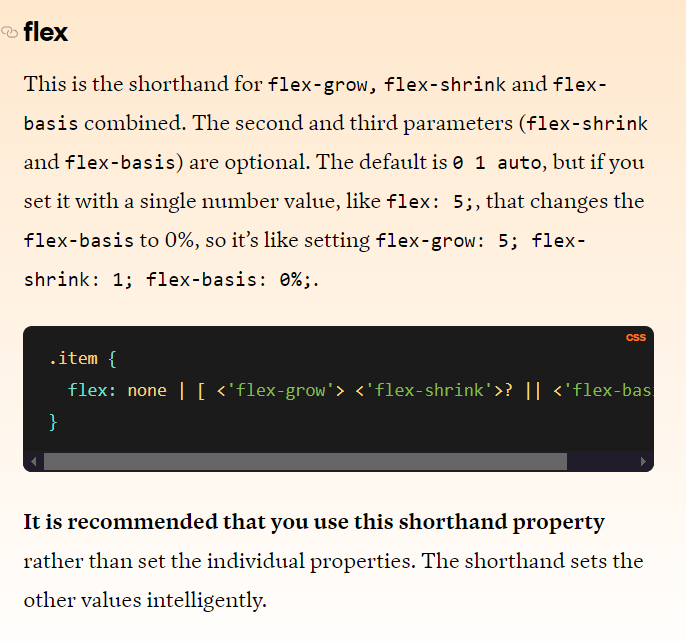 flex
This is the shorthand for flex-grow, flex-shrink and flex-
basis combined. The second and third parameters (flex-shrink
and flex-basis) are optional. The default is 0 1 auto, but if you
set it with a single number value, like flex: 5;, that changes the
flex-basis to 0%, so it’s like setting flex-grow: 5; flex-
shrink: 1; flex-basis: 0%;.
CSS
.item {
flex: none | [ <'flex-grow'> <'flex-shrink'>? || <'flex-bas
}
It is recommended that you use this shorthand property
rather than set the individual properties. The shorthand sets the
other values intelligently.